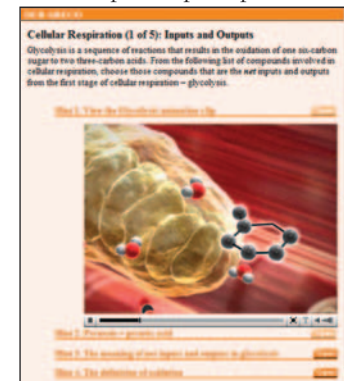 Cellular Respiration (1 of 5): Inputs and Outputs
Glycolysis is a sequence of reactions that results in the oxidation of one six-carbon
sugar to two three-carbon acids. From the following list of compounds involved in
cellular respiration, choose those compounds that are the net inputs and outputs
from the first stage of cellular respiration – glycolysis.
Hint 1. View the Glycolysis animation clip
Hint 2. Pyruvate = pyruvic acid
Hint 3. The meaning of net inputs and outputs in glycolysis
Hint 4. The definition of oxidation